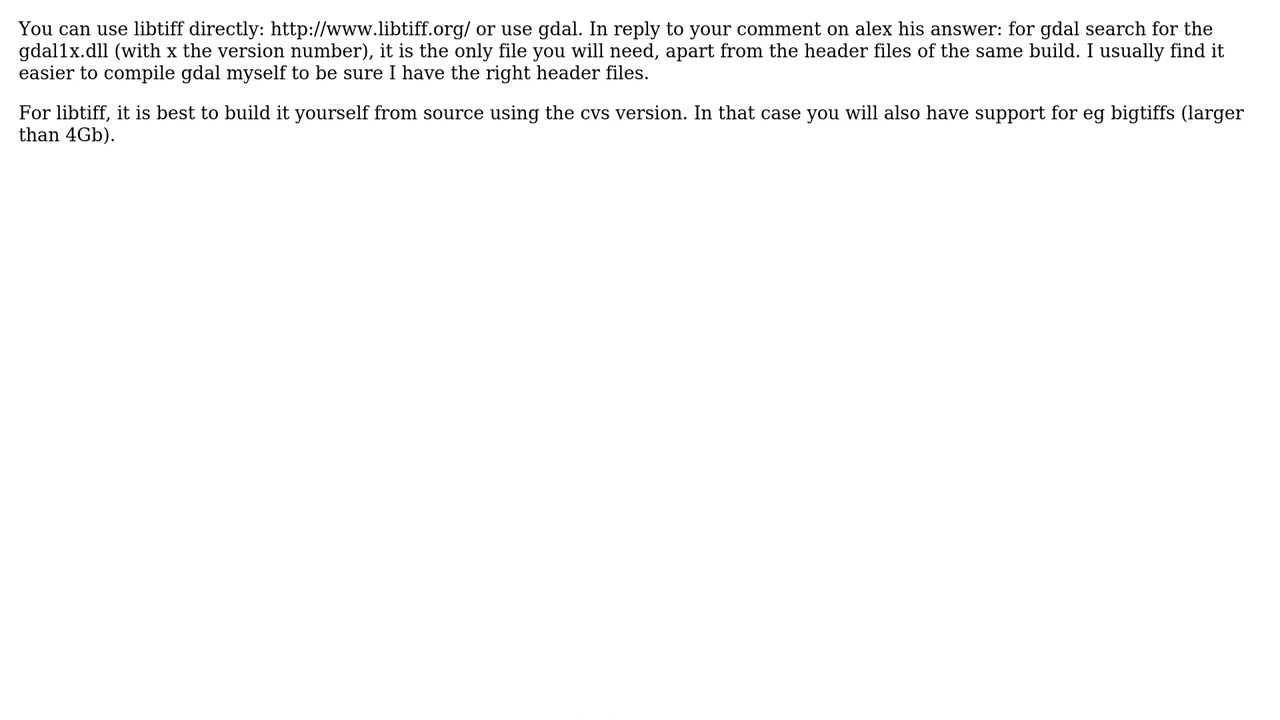 You can use libtiff directly: http://www.libtiff.org/ or use gdal. In reply to your comment on alex his answer: for gdal search for the
gdal1x.dll (with x the version number), it is the only file you will need, apart from the header files of the same build. I usually find it
easier to compile gdal myself to be sure I have the right header files.
For libtiff, it is best to build it yourself from source using the cvs version. In that case you will also have support for eg bigtiffs (larger
than 4Gb).